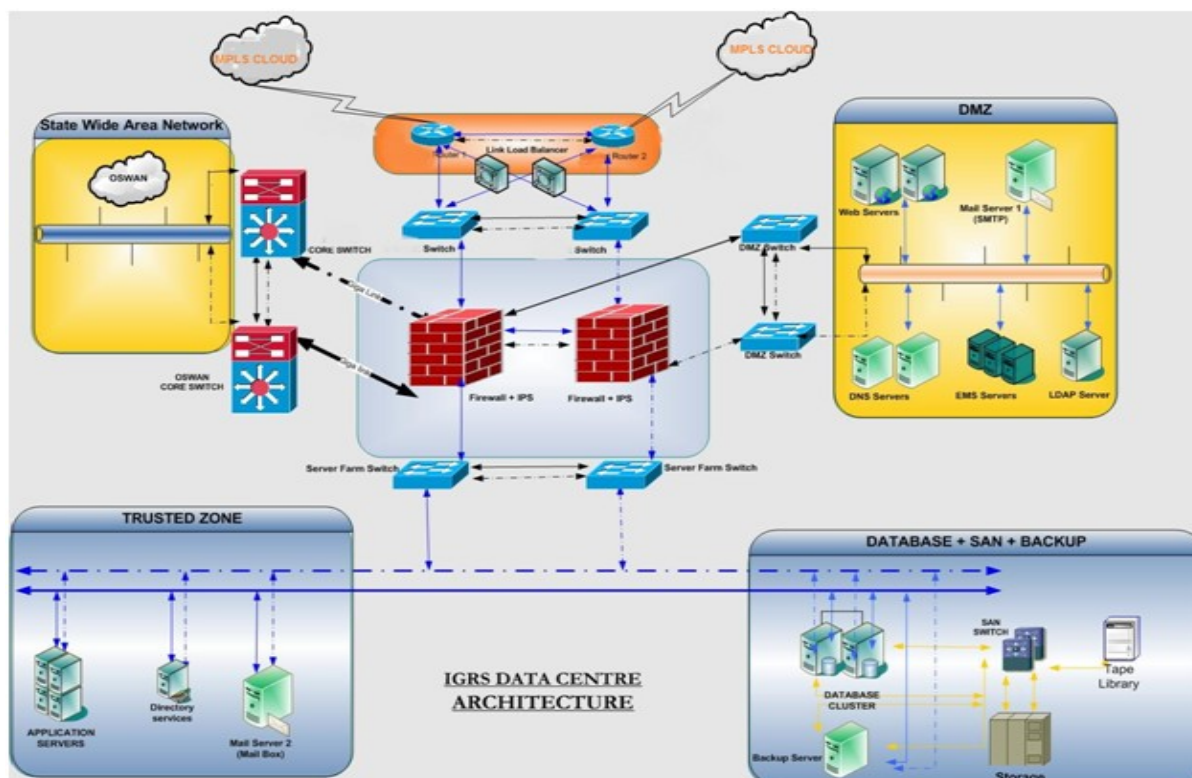 MPLS CLOUD
MPLS CLOUD
State Wide Area Network
OSWAN
CORE SWITCH
OSWAN
CORE SWITCH
Router 1
Link Load Balancer
Router 2
Switch
Switch
Giga Link
Giga link
Firewall + IPS
Firewall + IPS
DMZ Switch
DMZ Switch
DMZ
Web Servers
Mail Server 1
(SMTP)
DNS Servers
EMS Servers
LDAP Server
Server Farm Switch
Server Farm Switch
TRUSTED ZONE
APPLICATION
SERVERS
Directory
services
Mail Server 2
(Mail Box)
IGRS DATA CENTRE
ARCHITECTURE
DATABASE + SAN + BACKUP
SAN
SWITCH
Tape
Library
DATABASE
CLUSTER
Backup Server
Storage